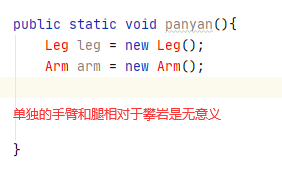 public static void panyan(){
Leg leg = new Leg();
Arm arm = new Arm();
单独的手臂和腿相对于攀岩是无意义
}